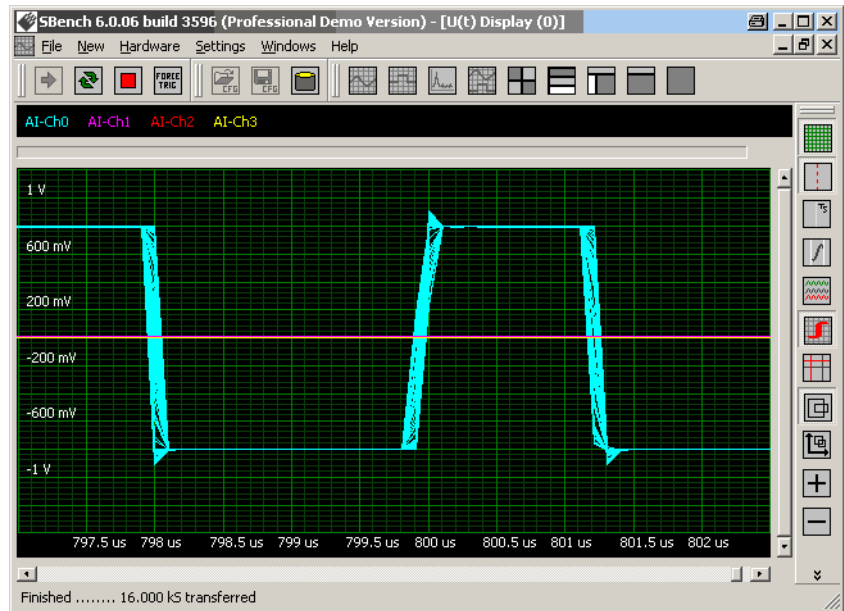 SBench 6.0.06 build 3596 (Professional Demo Version) - [U(t) Display (0)]
File New Hardware Settings Windows Help
FORCE TRIG CFG CFG
AI-Ch0 AI-Ch1 AI-Ch2 AI-Ch3
1 V
600 mV
200 mV
-200 mV
-600 mV
-1 V
797.5 us 798 us 798.5 us 799 us 799.5 us 800 us 800.5 us 801 us 801.5 us 802 us
Ts
Finished ........ 16.000 kS transferred